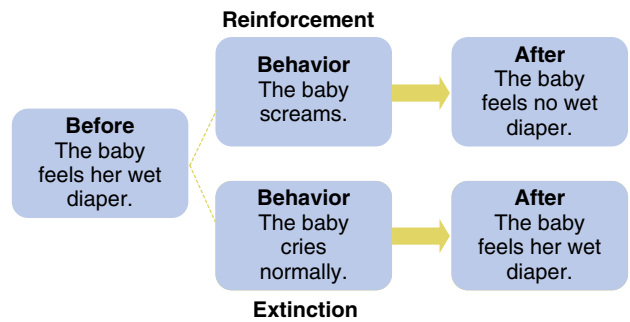 Reinforcement
Before
The baby
feels her wet
diaper.
Behavior
The baby
screams.
After
The baby
feels no wet
diaper.
Behavior
The baby
cries
normally.
After
The baby
feels her wet
diaper.
Extinction